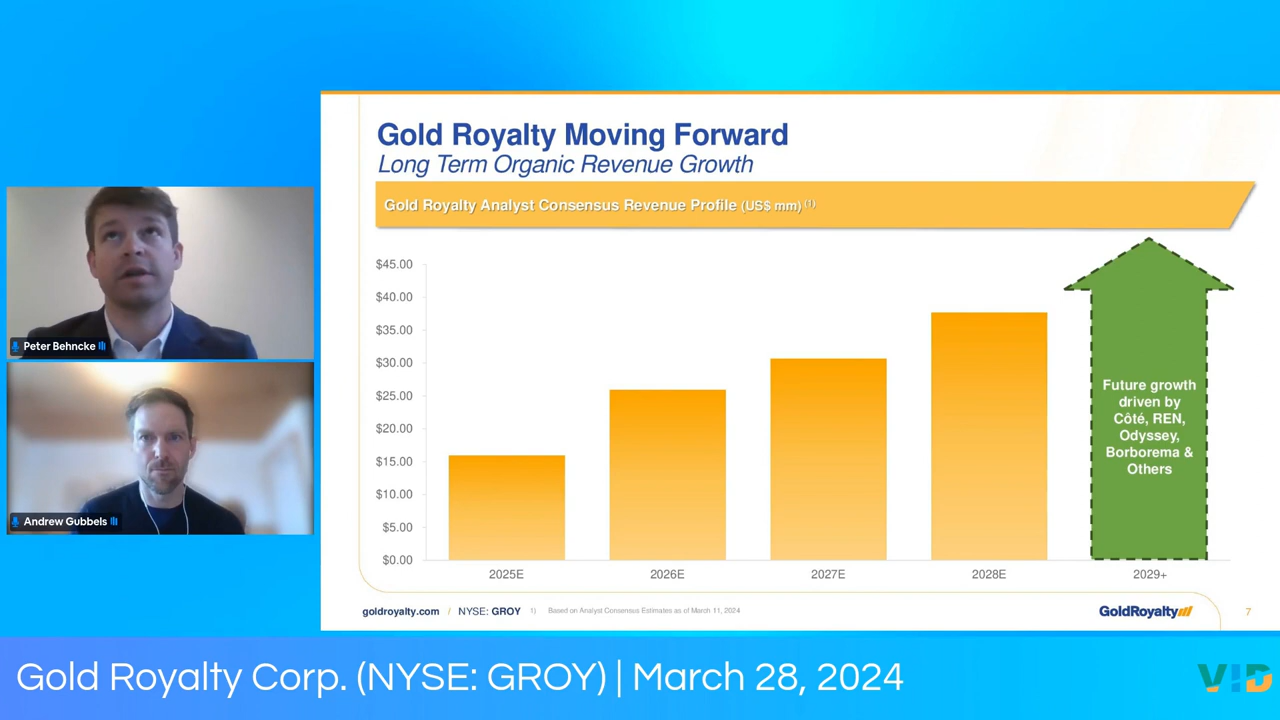 Gold Royalty Moving Forward
Long Term Organic Revenue Growth
Gold Royalty Analyst Consensus Revenue Profile (US$ mm) (1)
$45.00
$40.00
$35.00
$30.00
$25.00
$20.00
$15.00
$10.00
$5.00
$0.00
2025E
2026E
2027E
2028E
2029+
Future growth
driven by
Côté, REN,
Odyssey,
Borborema &
Others
goldroyalty.com / NYSE: GROY 1) Based on Analyst Consensus Estimates as of March 11, 2024
GoldRoyalty
7
Peter Behncke
Andrew Gubbels
Gold Royalty Corp. (NYSE: GROY) | March 28, 2024
VID